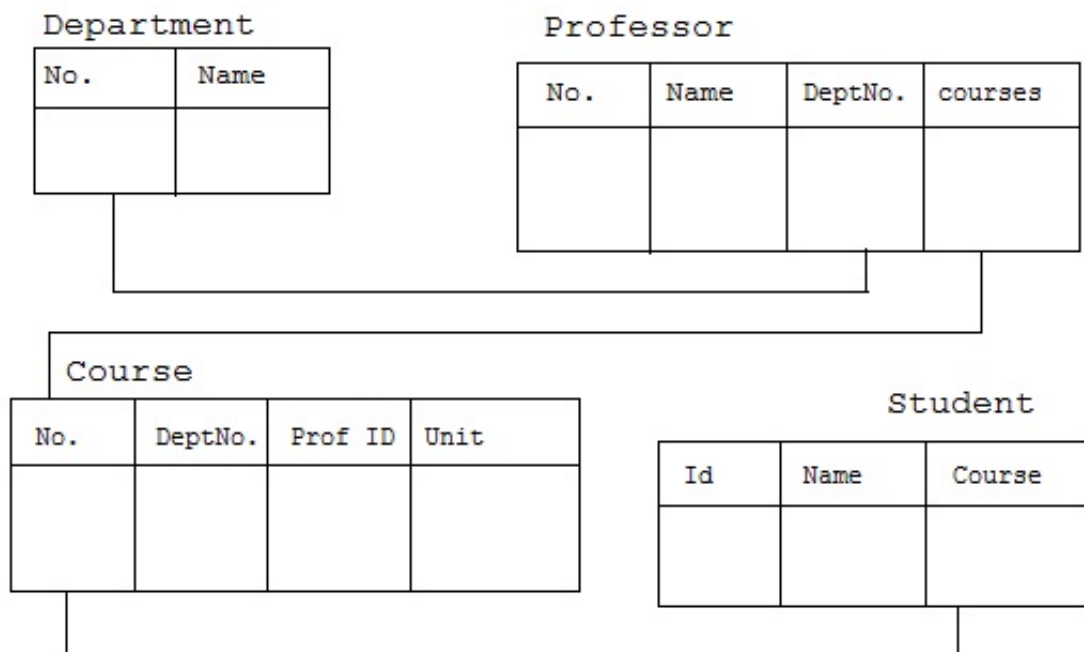 Department
No. Name
Professor
No. Name DeptNo. courses
Course
No. DeptNo. Prof ID Unit
Student
Id Name Course